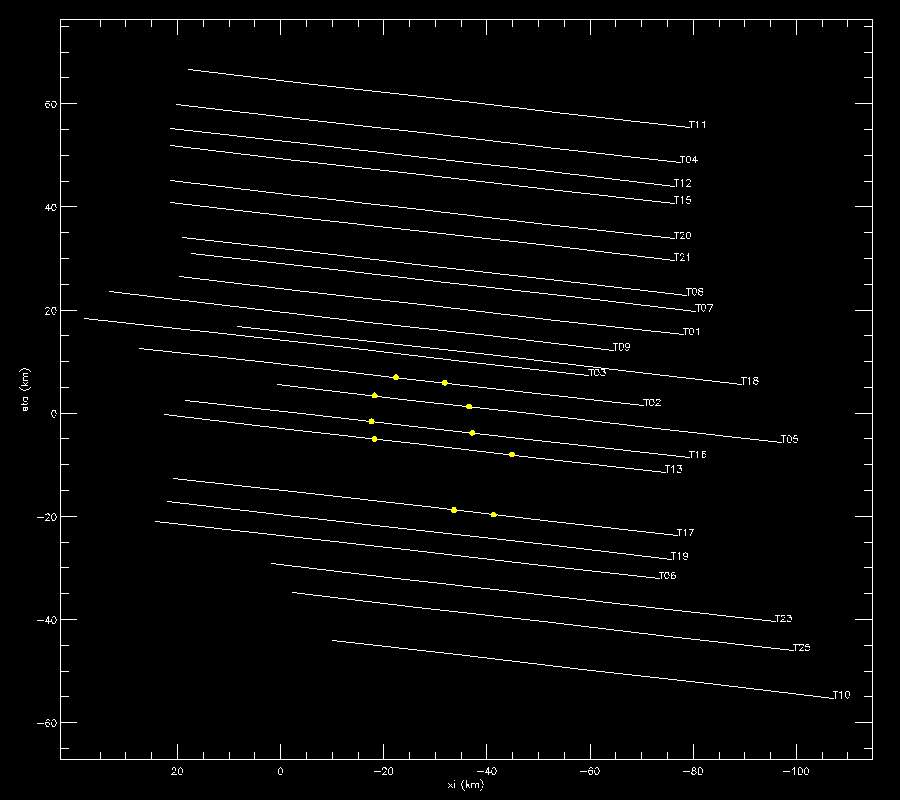 T11
60
T04
T12
T15
40
T20
T21
T08
T07
20
T01
T09
T03
T18
eta (km)
T02
0
T05
T16
T13
-20
T17
T19
T06
-40
T23
T25
T10
-60
20 0 -20 -40 -60 -80 -100
xi (km)